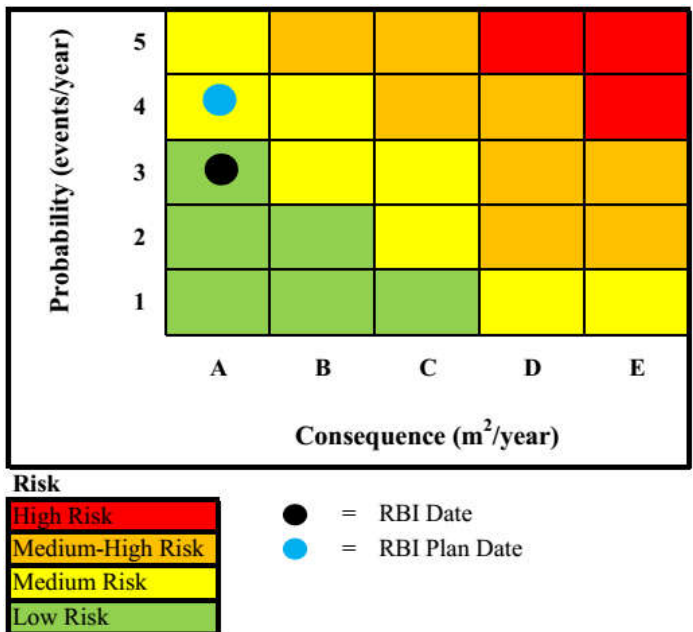 Probability (events/year)
5
4
3
2
1
A B C D E
Consequence (m²/year)
Risk
High Risk
Medium-High Risk
Medium Risk
Low Risk
= RBI Date
= RBI Plan Date